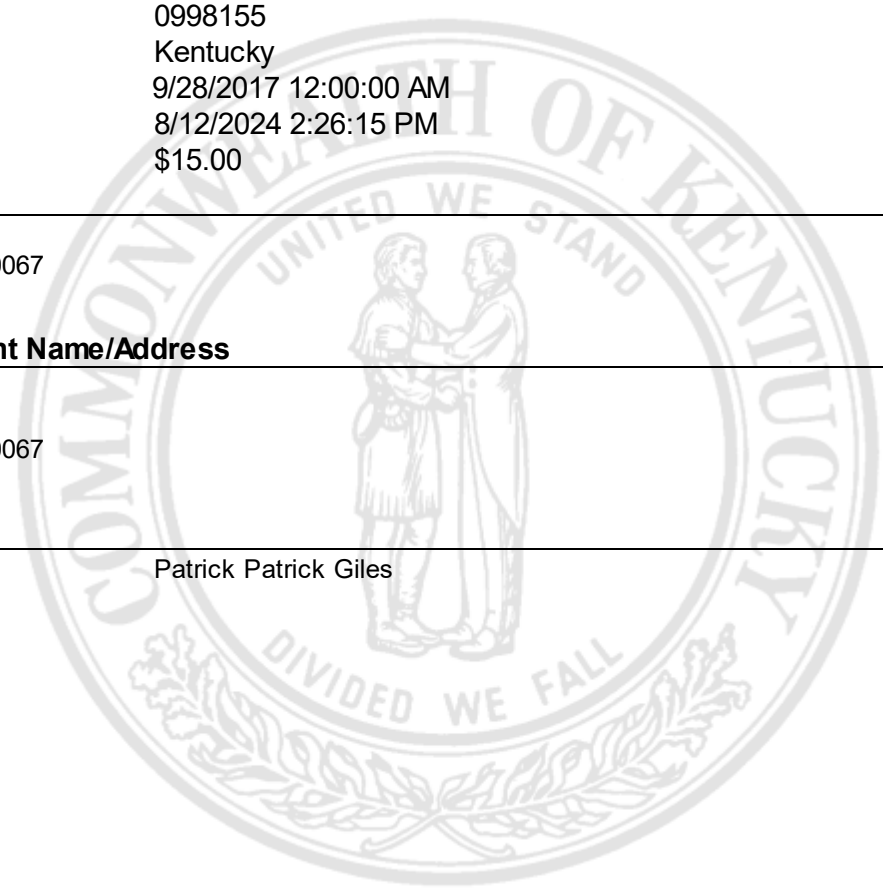 0998155
Kentucky
9/28/2017 12:00:00 AM
8/12/2024 2:26:15 PM
$15.00
0067
nt Name/Address
0067
Patrick Patrick Giles
COMMONWEALTH OF KENTUCKY
UNITED WE STAND
DIVIDED WE FALL